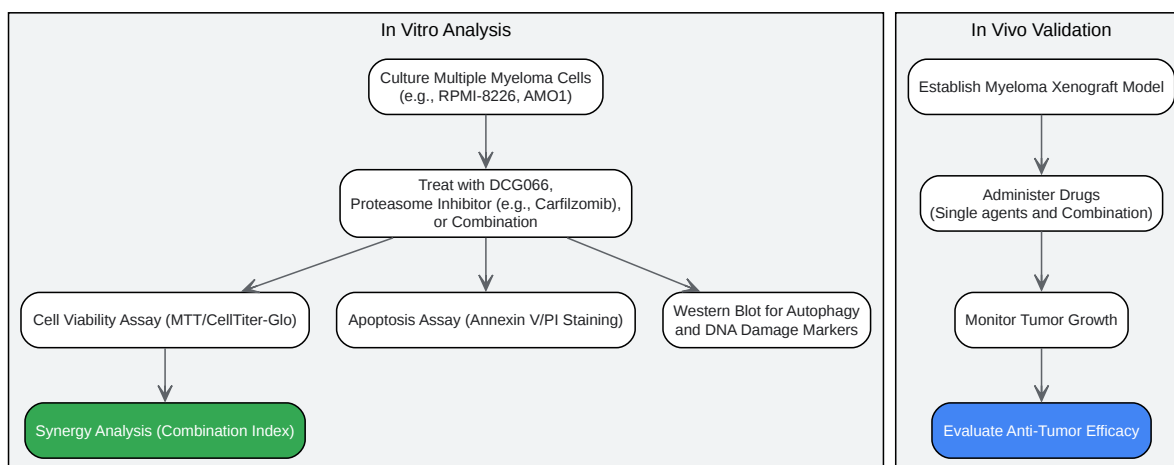 In Vitro Analysis
Culture Multiple Myeloma Cells
(e.g., RPMI-8226, AMO1)
Treat with DCG066,
Proteasome Inhibitor (e.g., Carfilzomib),
or Combination
Cell Viability Assay (MTT/CellTiter-Glo)
Apoptosis Assay (Annexin V/PI Staining)
Western Blot for Autophagy
and DNA Damage Markers
Synergy Analysis (Combination Index)
In Vivo Validation
Establish Myeloma Xenograft Model
Administer Drugs
(Single agents and Combination)
Monitor Tumor Growth
Evaluate Anti-Tumor Efficacy